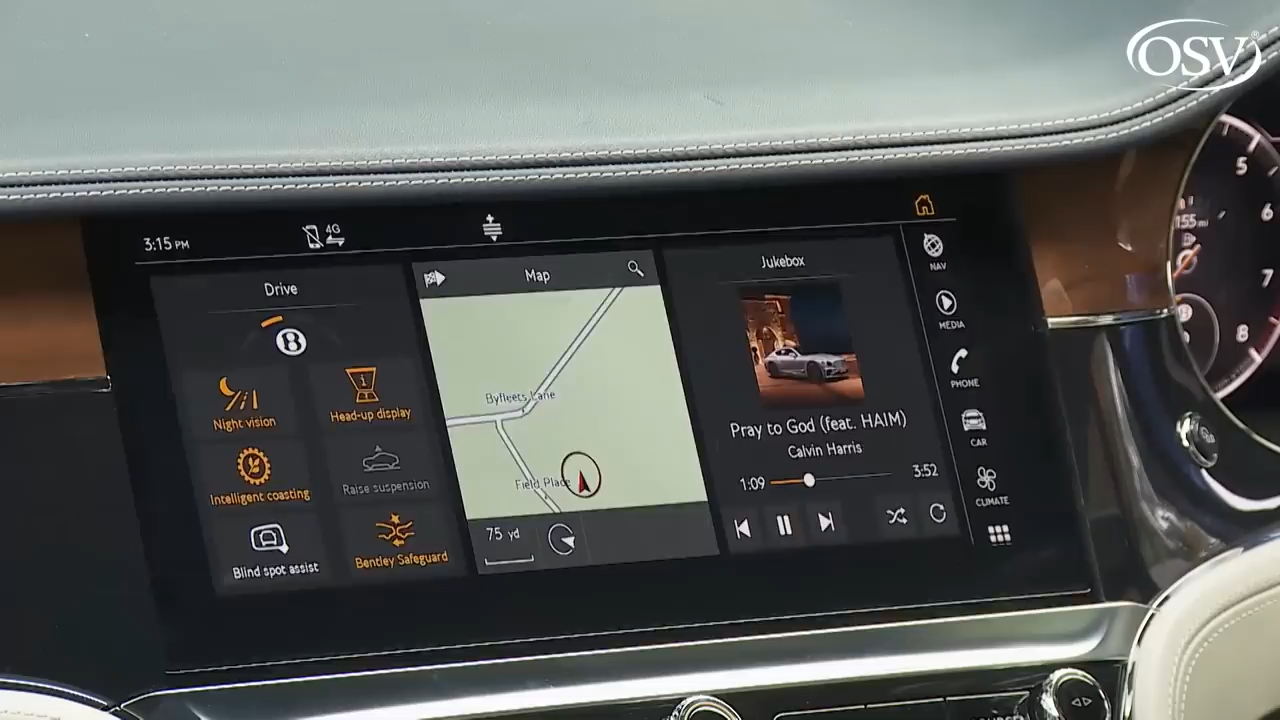 OSV
3:15 PM
4G
Drive
B
Night vision
Head-up display
Intelligent coasting
Raise suspension
Blind spot assist
Bentley Safeguard
Map
Byfleets Lane
Field Place
75 yd
Jukebox
Pray to God (feat. HAIM)
Calvin Harris
1:09
3:52
NAV
MEDIA
PHONE
CAR
CLIMATE
5
6
155 mi
7
8